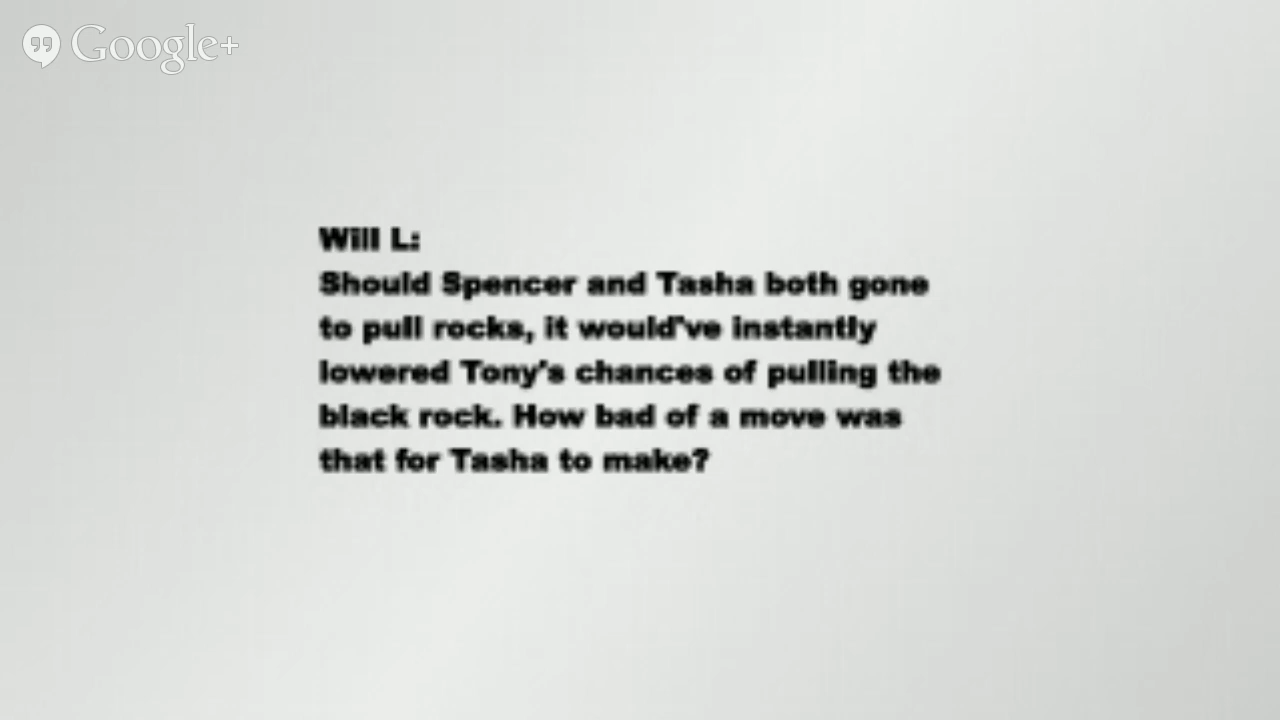 Google+
Will L:
Should Spencer and Tasha both gone
to pull rocks, it would've instantly
lowered Tony's chances of pulling the
black rock. How bad of a move was
that for Tasha to make?